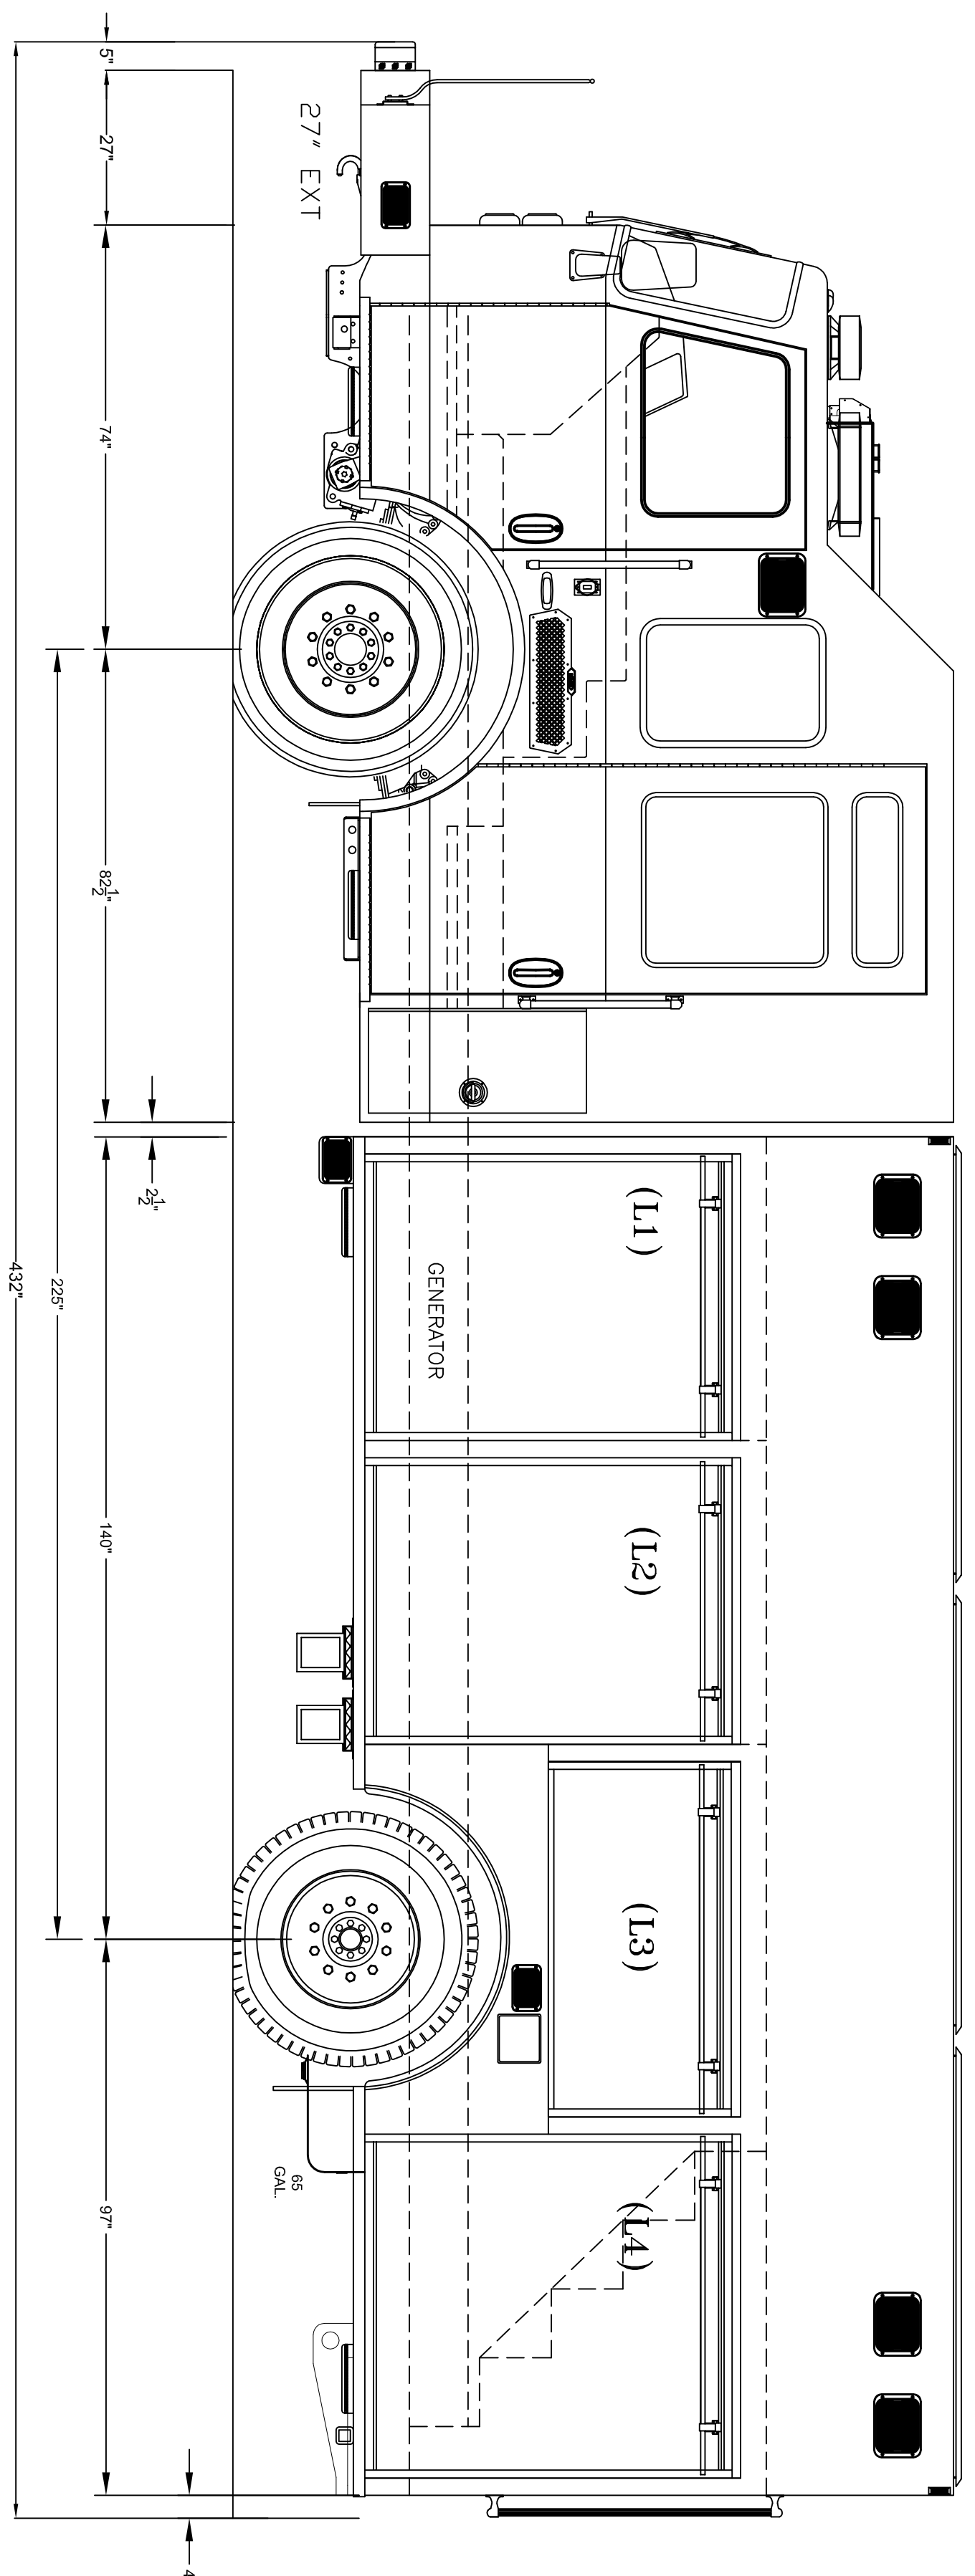 27" EXT
(L1)
(L2)
(L3)
(L4)
GENERATOR
65
GAL.
5"
27"
74"
82 1/2"
2 1/2"
140"
97"
4
225"
432"